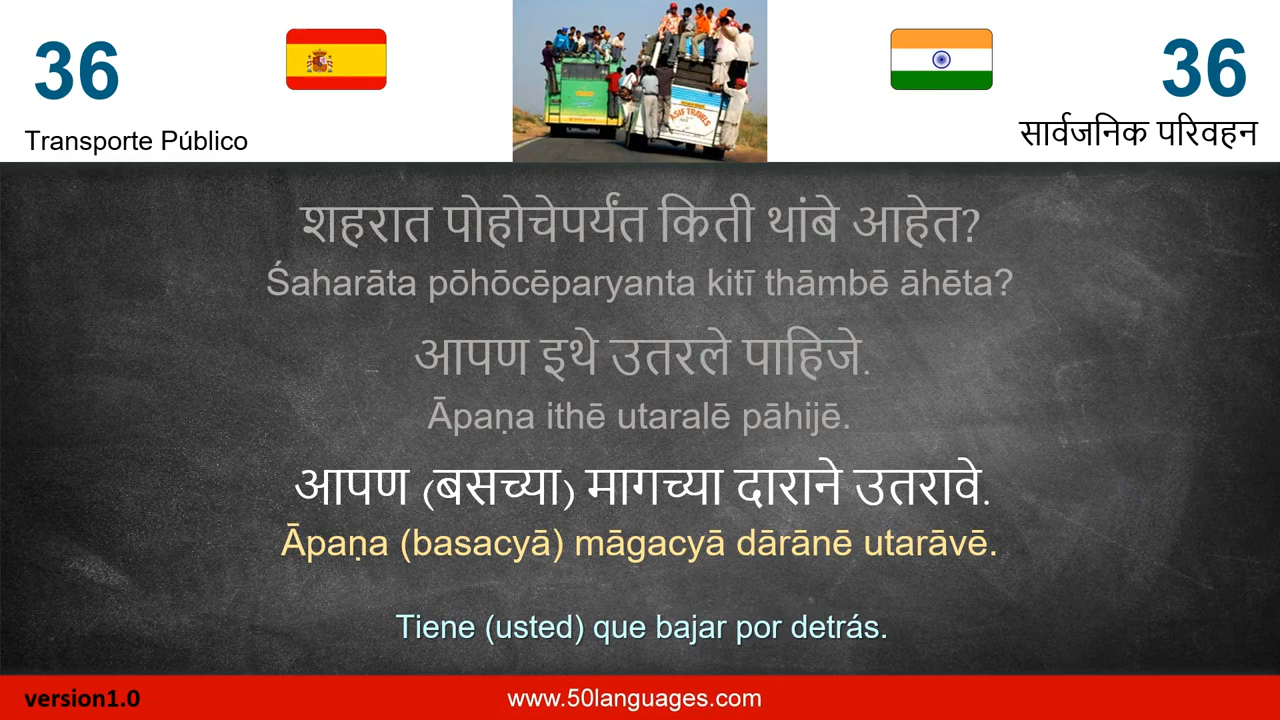 36
36
Transporte Público
सार्वजनिक परिवहन
ASIF TRAVELS
शहरात पोहोचेपर्यंत किती थांबे आहेत?
Śaharāta pōhōcēparyanta kitī thāmbē āhēta?
आपण इथे उतरले पाहिजे.
Āpaṇa ithē utaralē pāhijē.
आपण (बसच्या) मागच्या दाराने उतरावे.
Āpaṇa (basacyā) māgacyā dārānē utarāvē.
Tiene (usted) que bajar por detrás.
version1.0
www.50languages.com